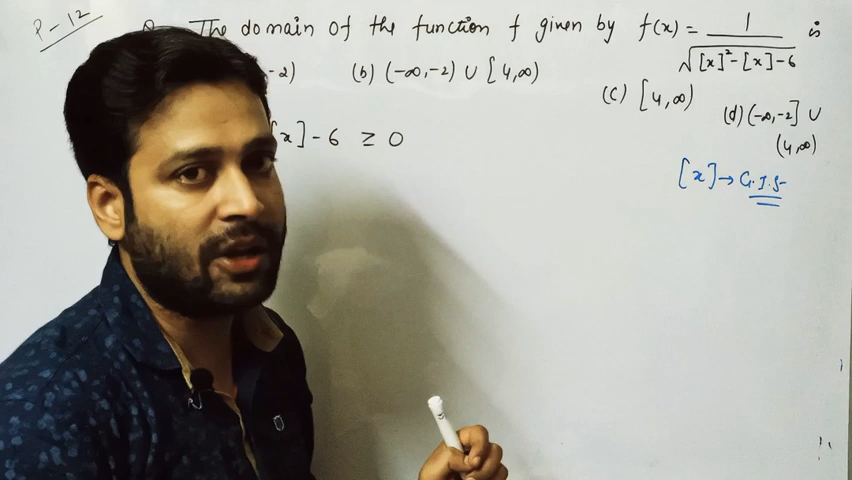 P-12
The domain of the function f given by f(x) = 1/√([x]²-[x]-6) is
-2) (b) (-∞,-2) ∪ [4,∞)
(c) [4,∞)
(d) (-∞,-2] ∪
(4,∞)
x]-6 ≥ 0
[x] → G.I.F